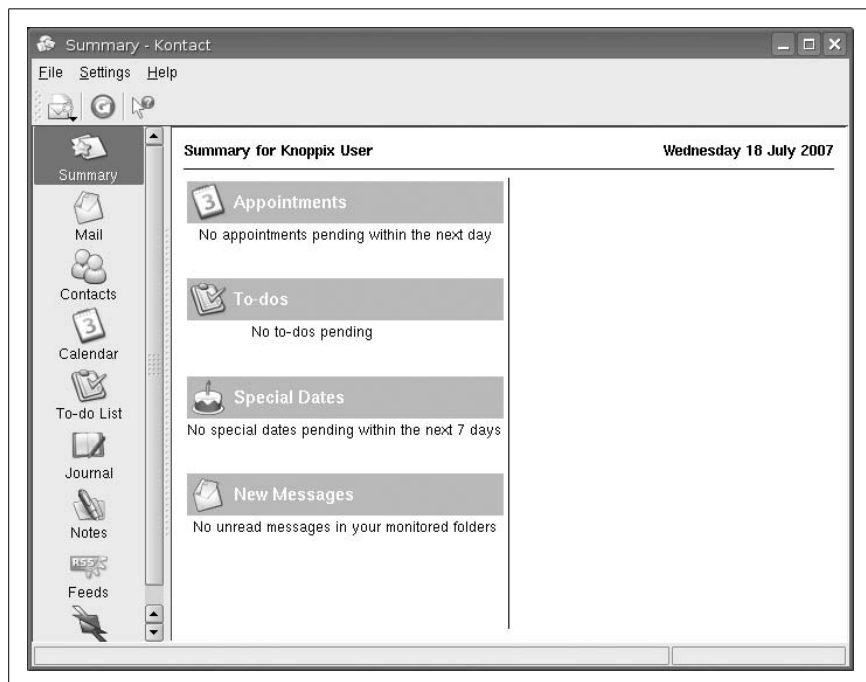 Summary - Kontact
File Settings Help
Summary
Mail
Contacts
3
Calendar
To-do List
Journal
Notes
RSS
Feeds
Summary for Knoppix User Wednesday 18 July 2007
3 Appointments
No appointments pending within the next day
To-dos
No to-dos pending
Special Dates
No special dates pending within the next 7 days
New Messages
No unread messages in your monitored folders